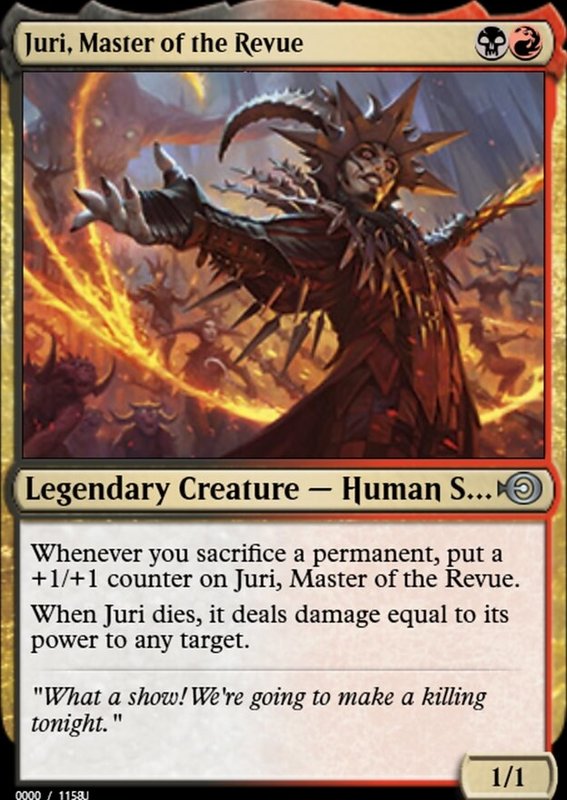 Juri, Master of the Revue
Legendary Creature — Human S...
Whenever you sacrifice a permanent, put a
+1/+1 counter on Juri, Master of the Revue.
When Juri dies, it deals damage equal to its
power to any target.
"What a show! We're going to make a killing
tonight."
1/1
0000 / 1158U